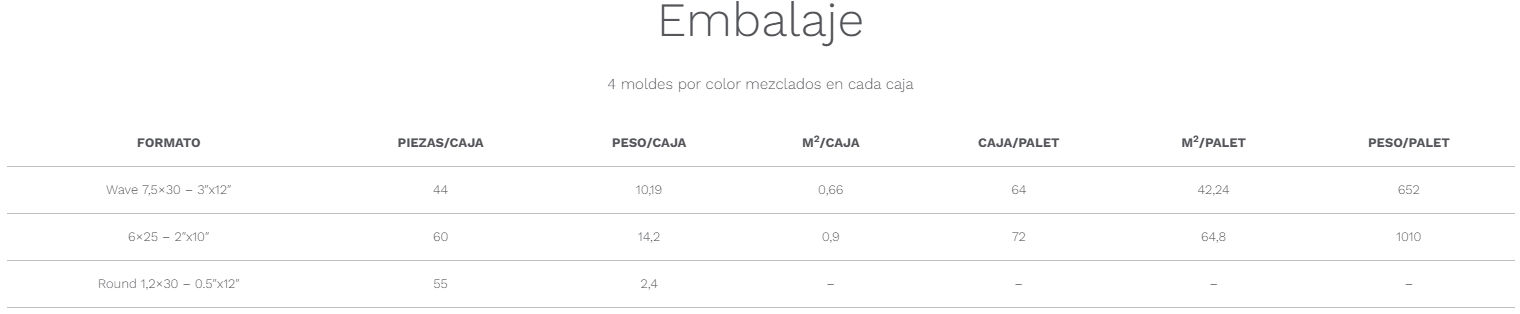 Embalaje
4 moldes por color mezclados en cada caja
FORMATO PIEZAS/CAJA PESO/CAJA M²/CAJA CAJA/PALET M²/PALET PESO/PALET
Wave 7,5×30 – 3″x12″ 44 10,19 0,66 64 42,24 652
6×25 – 2″x10″ 60 14,2 0,9 72 64,8 1010
Round 1,2×30 – 0.5″x12″ 55 2,4 – – – –